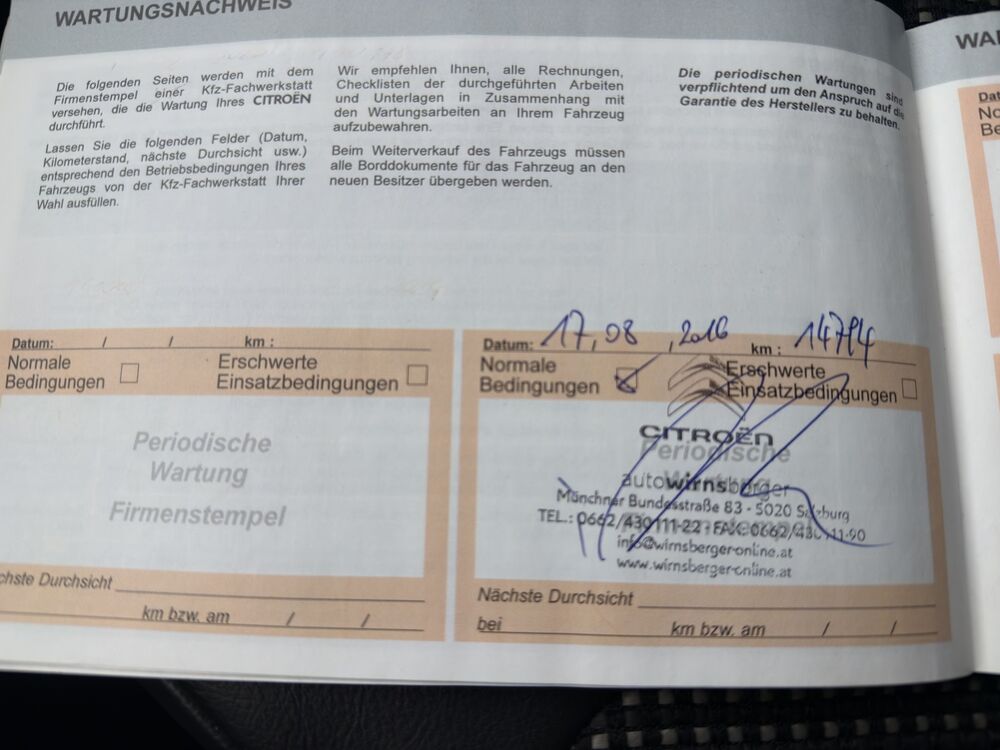 WARTUNGSNACHWEIS
Die folgenden Seiten werden mit dem
Firmenstempel einer Kfz-Fachwerkstatt
versehen, die die Wartung Ihres CITROËN
durchführt.
Lassen Sie die folgenden Felder (Datum,
Kilometerstand, nächste Durchsicht usw.)
entsprechend den Betriebsbedingungen Ihres
Fahrzeugs von der Kfz-Fachwerkstatt Ihrer
Wahl ausfüllen.
Wir empfehlen Ihnen, alle Rechnungen,
Checklisten der durchgeführten Arbeiten
und Unterlagen in Zusammenhang mit
den Wartungsarbeiten an Ihrem Fahrzeug
aufzubewahren.
Beim Weiterverkauf des Fahrzeugs müssen
alle Borddokumente für das Fahrzeug an den
neuen Besitzer übergeben werden.
Die periodischen Wartungen sind
verpflichtend um den Anspruch auf die
Garantie des Herstellers zu behalten.
Datum: / / km :
Normale
Bedingungen
Erschwerte
Einsatzbedingungen
Periodische
Wartung
Firmenstempel
chste Durchsicht
km bzw. am / /
Datum: 17,08,2016 km :
Normale
Bedingungen
Erschwerte
Einsatzbedingungen
CITROËN
Periodische
autowirnsberger
Münchner Bundesstraße 83 - 5020 Salzburg
TEL.: 0662/430111-22 · FAX: 0662/430111-90
info@wirnsberger-online.at
www.wirnsberger-online.at
Nächste Durchsicht
bei km bzw. am / /
WA
Dat
No
Be